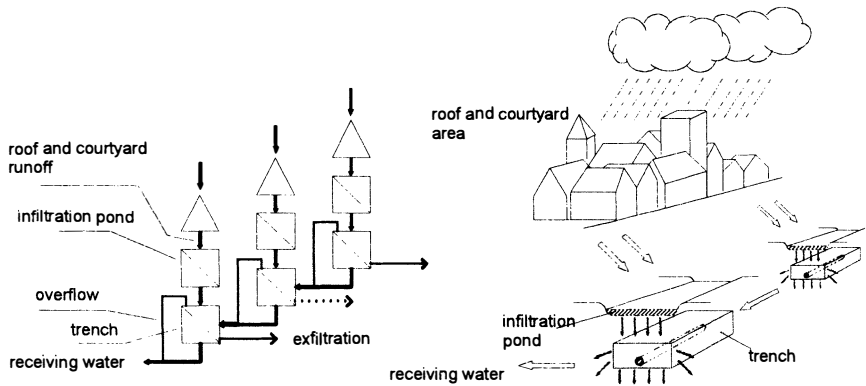 roof and courtyard
runoff
infiltration pond
overflow
trench
receiving water
exfiltration
roof and courtyard
area
infiltration
pond
trench
receiving water